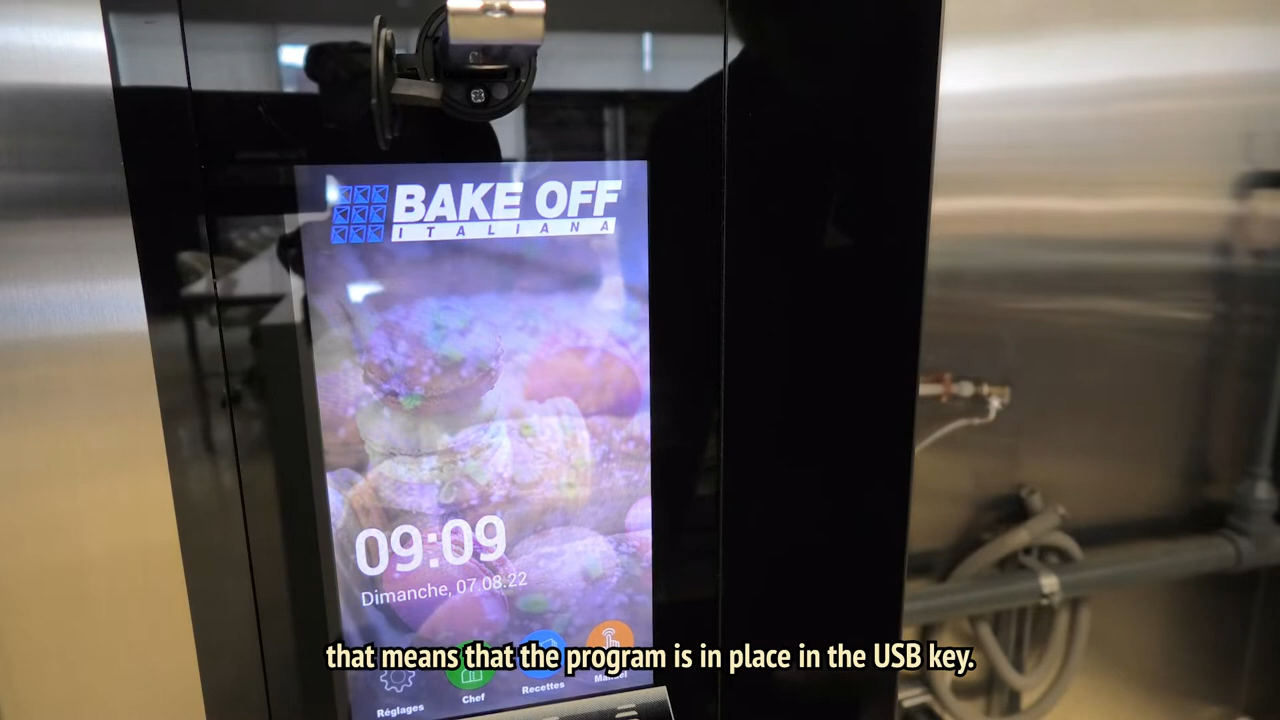 BAKE OFF
ITALIANA
09:09
Dimanche, 07.08.22
that means that the program is in place in the USB key.
Réglages
Chef
Recettes
Manuel